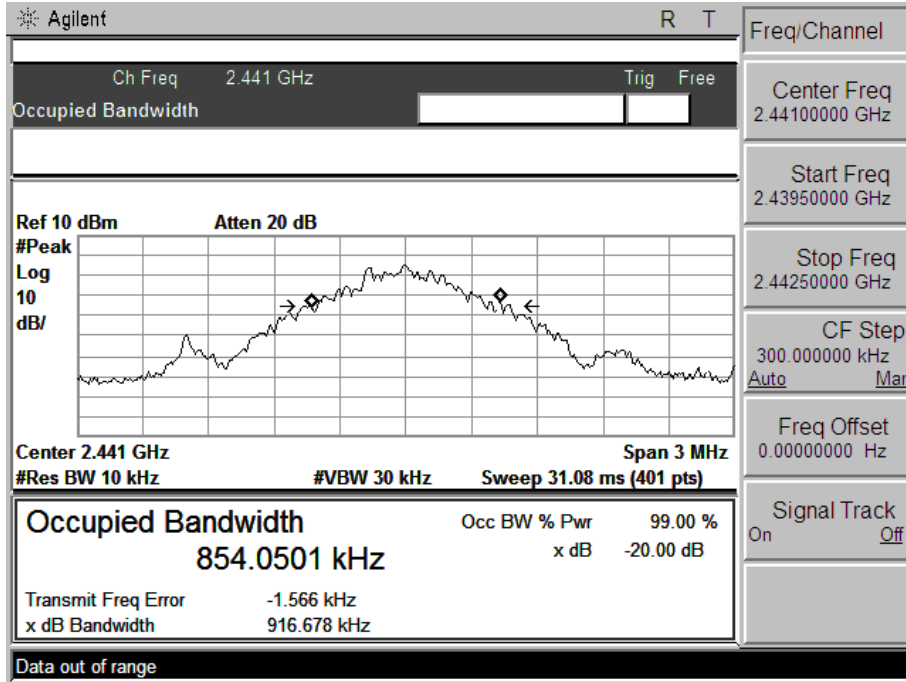 Agilent R T
Ch Freq 2.441 GHz Trig Free
Occupied Bandwidth
Ref 10 dBm Atten 20 dB
#Peak
Log
10
dB/
Center 2.441 GHz Span 3 MHz
#Res BW 10 kHz #VBW 30 kHz Sweep 31.08 ms (401 pts)
Occupied Bandwidth Occ BW % Pwr 99.00 %
854.0501 kHz x dB -20.00 dB
Transmit Freq Error -1.566 kHz
x dB Bandwidth 916.678 kHz
Data out of range
Freq/Channel
Center Freq
2.44100000 GHz
Start Freq
2.43950000 GHz
Stop Freq
2.44250000 GHz
CF Step
300.000000 kHz
Auto Man
Freq Offset
0.00000000 Hz
Signal Track
On Off